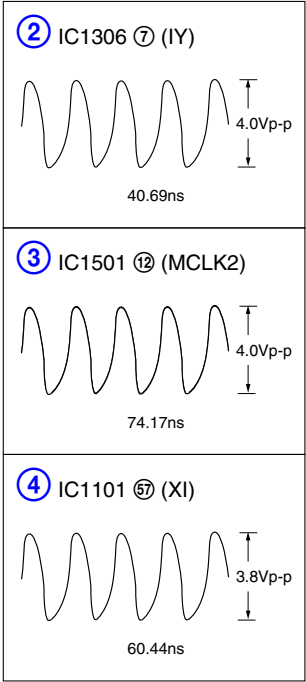 ② IC1306 ⑦ (IY)
4.0Vp-p
40.69ns
③ IC1501 ⑫ (MCLK2)
4.0Vp-p
74.17ns
④ IC1101 57 (XI)
3.8Vp-p
60.44ns